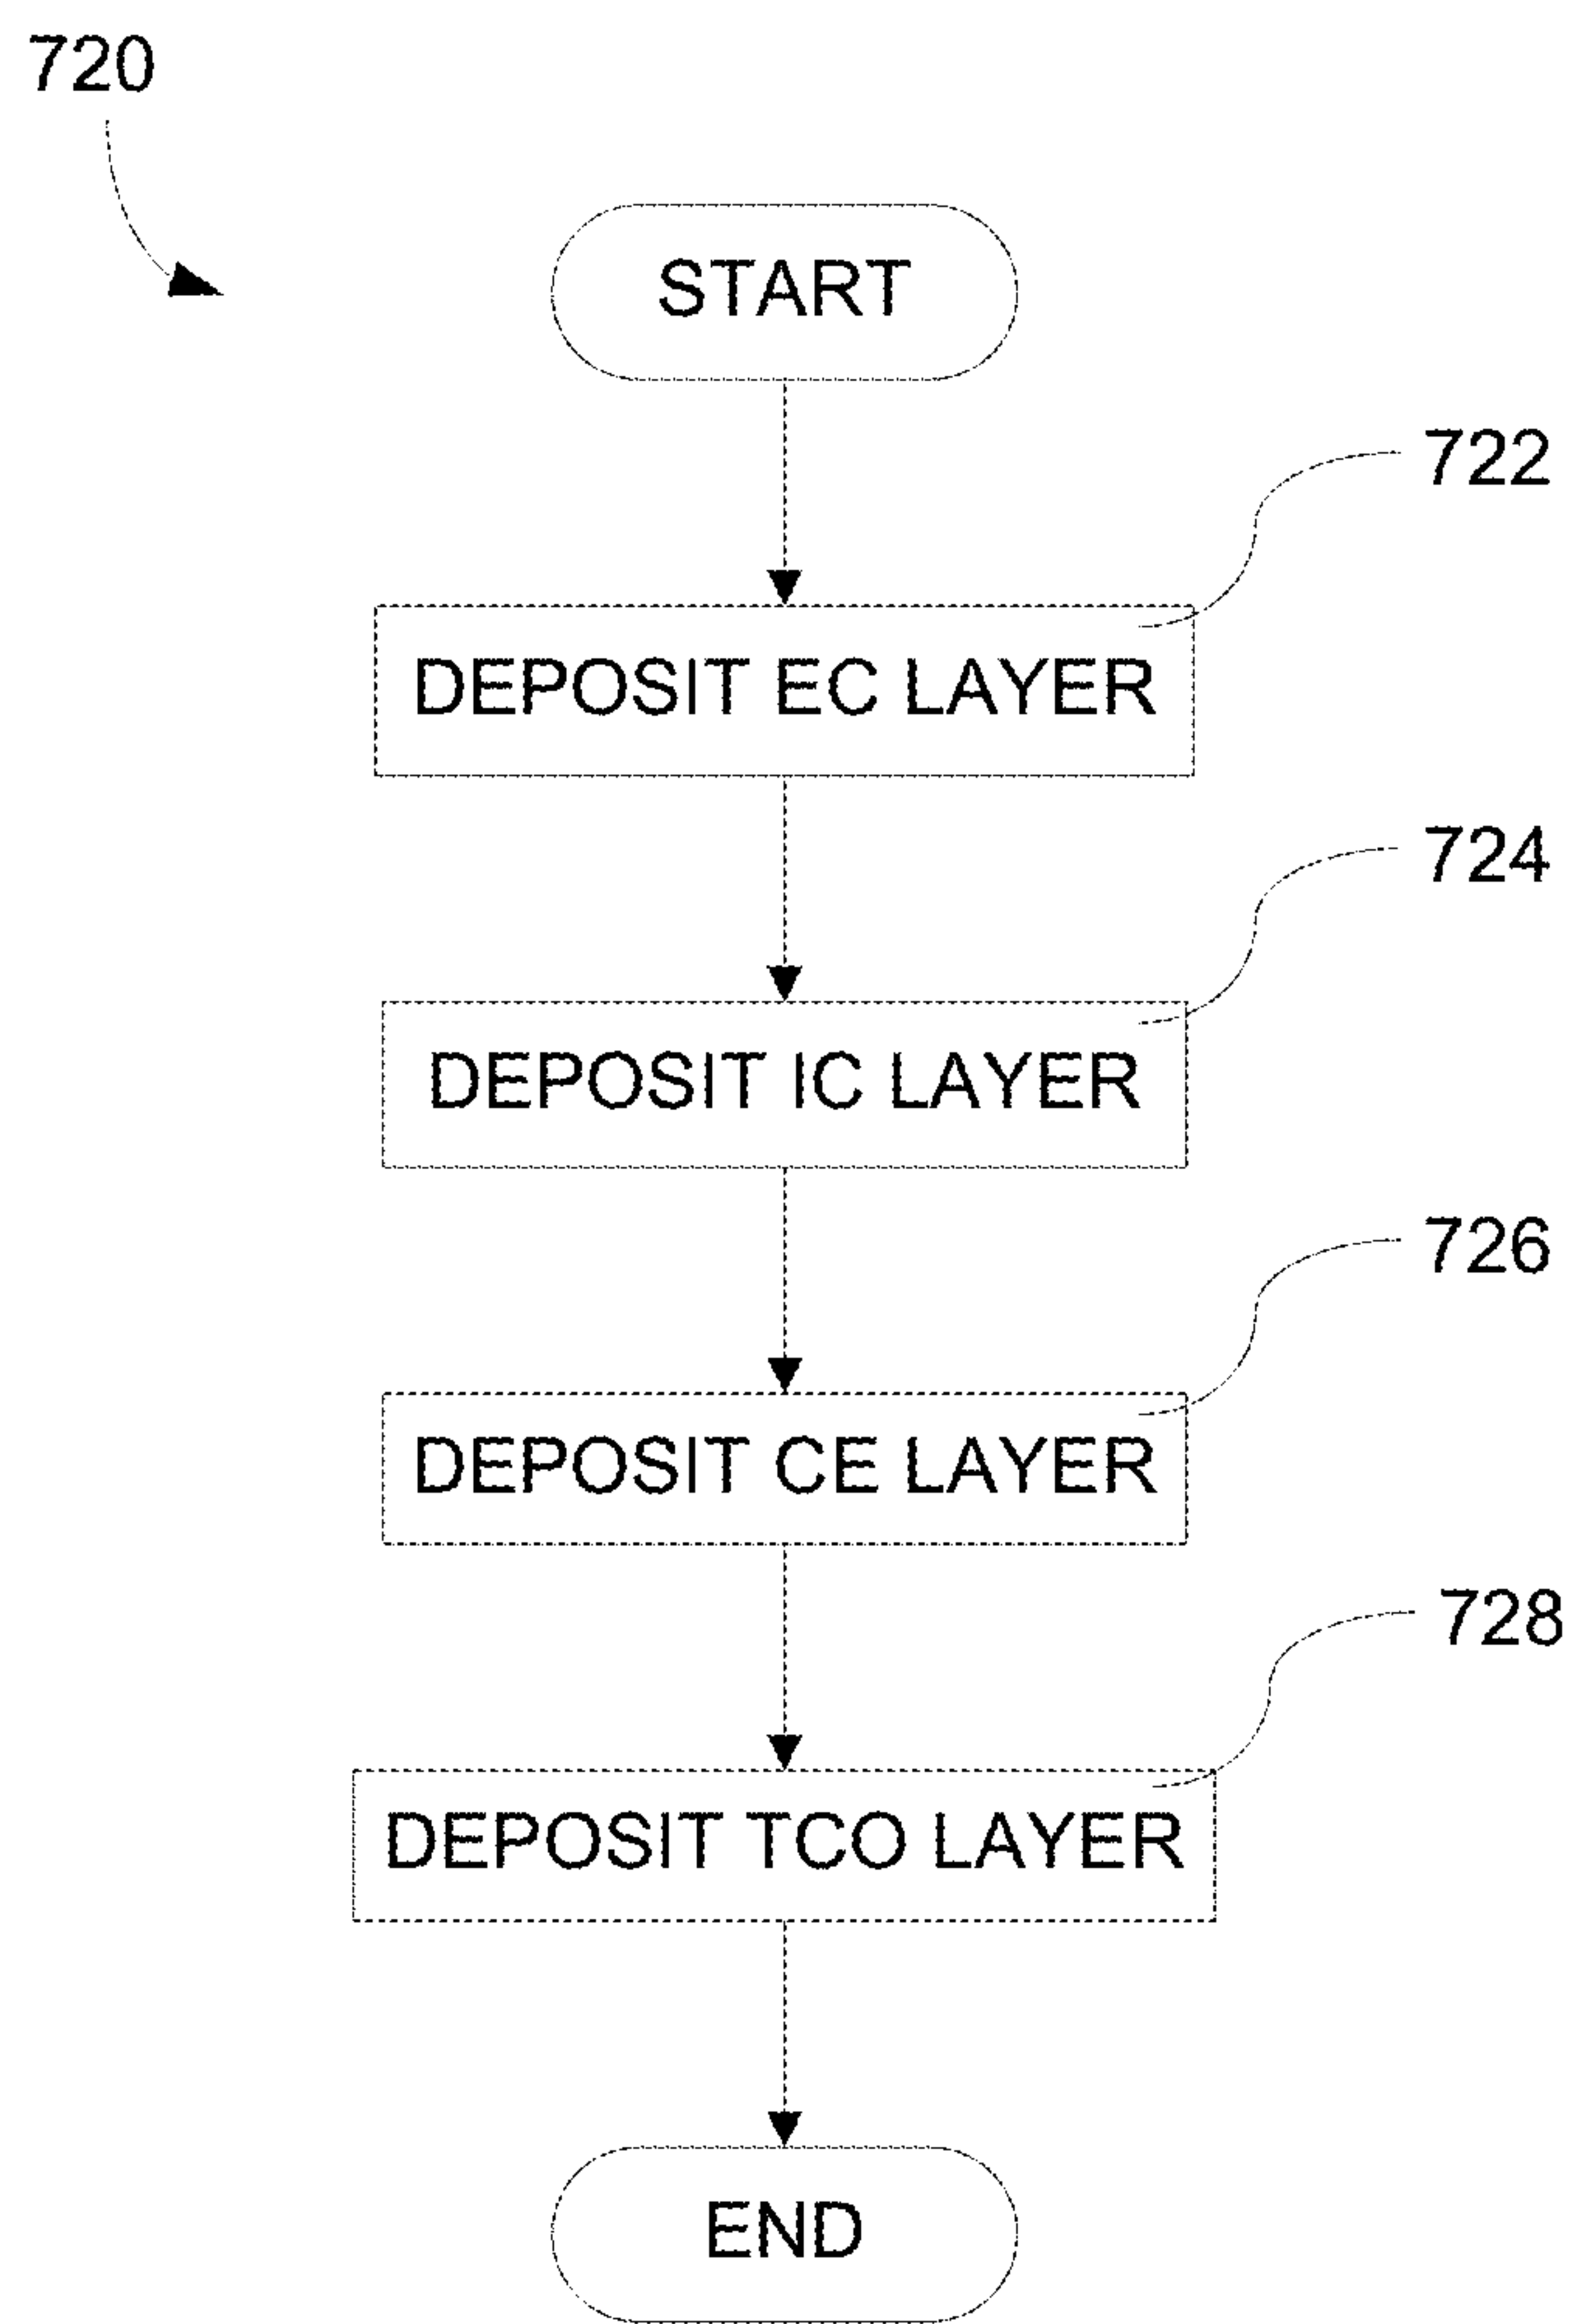 720
START
722
DEPOSIT EC LAYER
724
DEPOSIT IC LAYER
726
DEPOSIT CE LAYER
728
DEPOSIT TCO LAYER
END